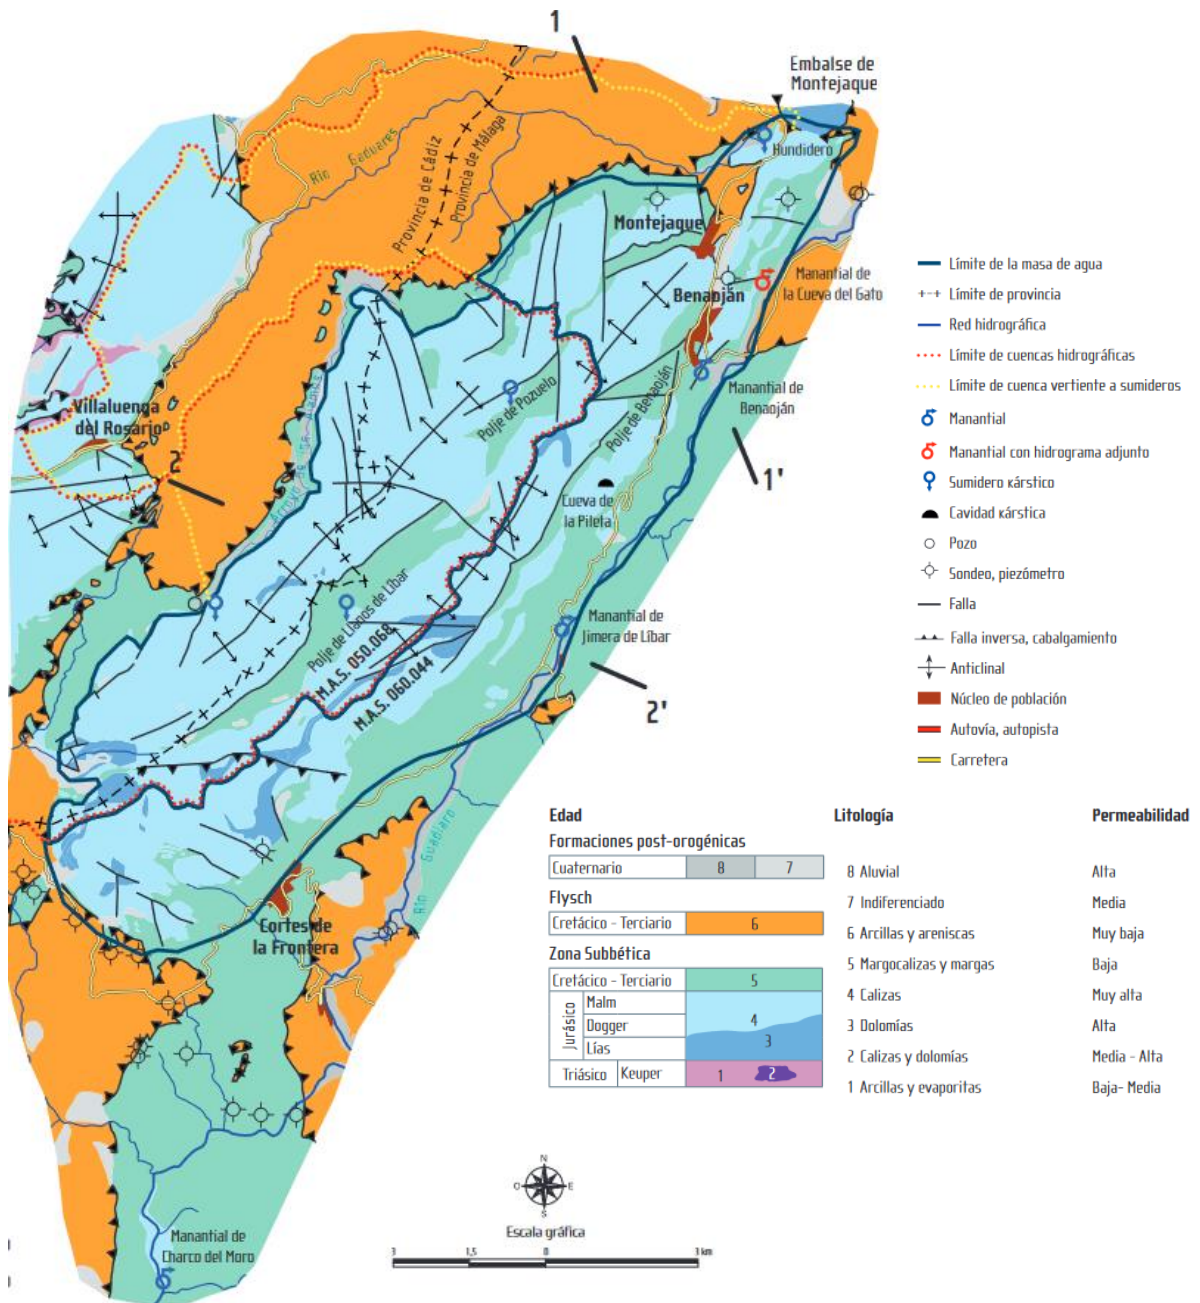 1
Embalse de
Montejaque
Hundidero
Río Gaduares
Provincia de Cádiz
Provincia de Málaga
Montejaque
Manantial de
la Cueva del Gato
Benaoján
Manantial de
Benaoján
Polje de Pozuelo
Polje de Benaoján
Villaluenga
del Rosario
2
1'
Cueva de
la Pileta
Manantial de
Jimera de Líbar
Polje de Llanos de Líbar
M.A.S. 050.068
M.A.S. 060.044
2'
Río Guadiaro
Cortes de
la Frontera
Manantial de
Charco del Moro
Límite de la masa de agua
Límite de provincia
Red hidrográfica
Límite de cuencas hidrográficas
Límite de cuenca vertiente a sumideros
Manantial
Manantial con hidrograma adjunto
Sumidero kárstico
Cavidad kárstica
Pozo
Sondeo, piezómetro
Falla
Falla inversa, cabalgamiento
Anticlinal
Núcleo de población
Autovía, autopista
Carretera
Edad Litología Permeabilidad
Formaciones post-orogénicas
Cuaternario 8 7
Flysch
Cretácico - Terciario 6
Zona Subbética
Cretácico - Terciario 5
Jurásico
Malm
Dogger
Lías
4
3
Triásico Keuper 1 2
8 Aluvial Alta
7 Indiferenciado Media
6 Arcillas y areniscas Muy baja
5 Margocalizas y margas Baja
4 Calizas Muy alta
3 Dolomías Alta
2 Calizas y dolomías Media - Alta
1 Arcillas y evaporitas Baja- Media
N
O E
S
Escala gráfica
3 1,5 0 3 km